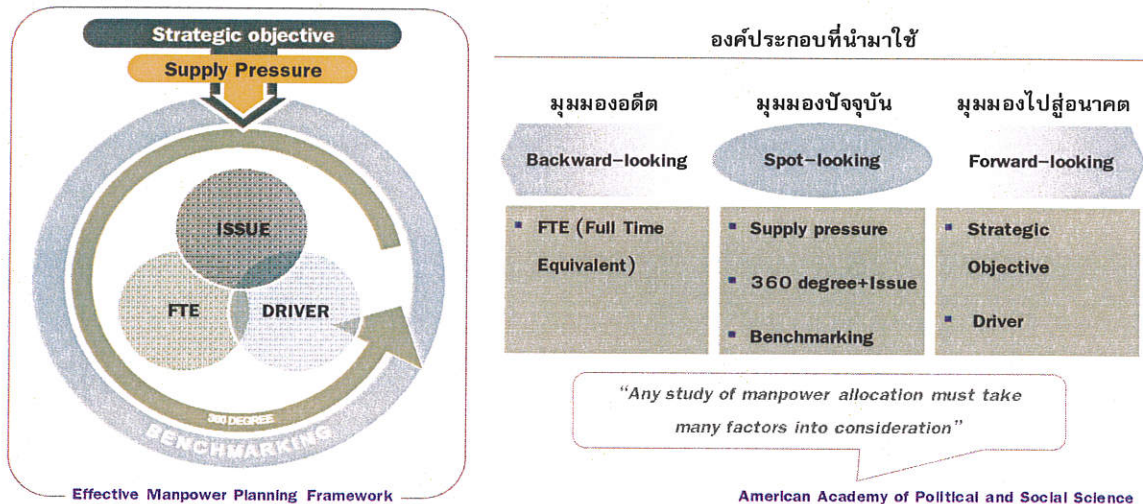 Strategic objective
Supply Pressure
ISSUE
FTE
DRIVER
360 DEGREE
BENCHMARKING
Effective Manpower Planning Framework
องค์ประกอบที่นำมาใช้
มุมมองอดีต
มุมมองปัจจุบัน
มุมมองไปสู่อนาคต
Backward-looking
Spot-looking
Forward-looking
▪ FTE (Full Time
Equivalent)
▪ Supply pressure
▪ 360 degree+Issue
▪ Benchmarking
▪ Strategic
Objective
▪ Driver
“Any study of manpower allocation must take
many factors into consideration”
American Academy of Political and Social Science